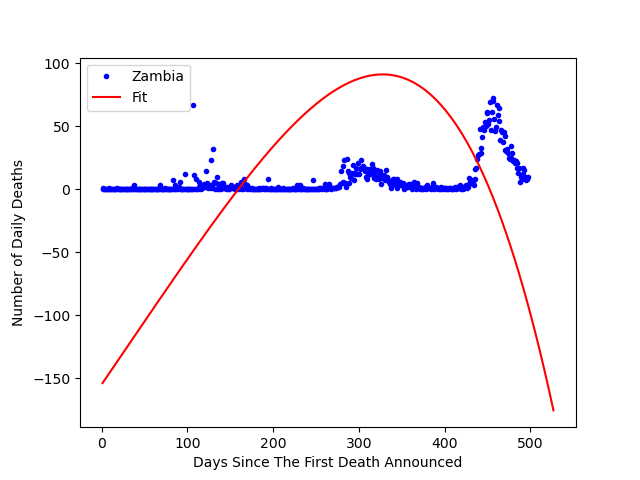 Zambia
Fit
100
50
0
−50
−100
−150
Number of Daily Deaths
0 100 200 300 400 500
Days Since The First Death Announced